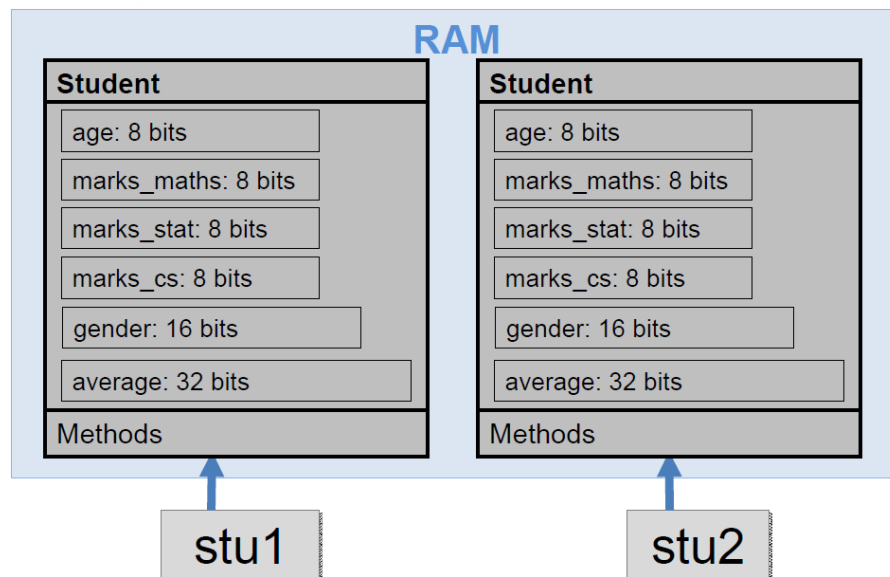 RAM
Student
age: 8 bits
marks_maths: 8 bits
marks_stat: 8 bits
marks_cs: 8 bits
gender: 16 bits
average: 32 bits
Methods
Student
age: 8 bits
marks_maths: 8 bits
marks_stat: 8 bits
marks_cs: 8 bits
gender: 16 bits
average: 32 bits
Methods
stu1
stu2